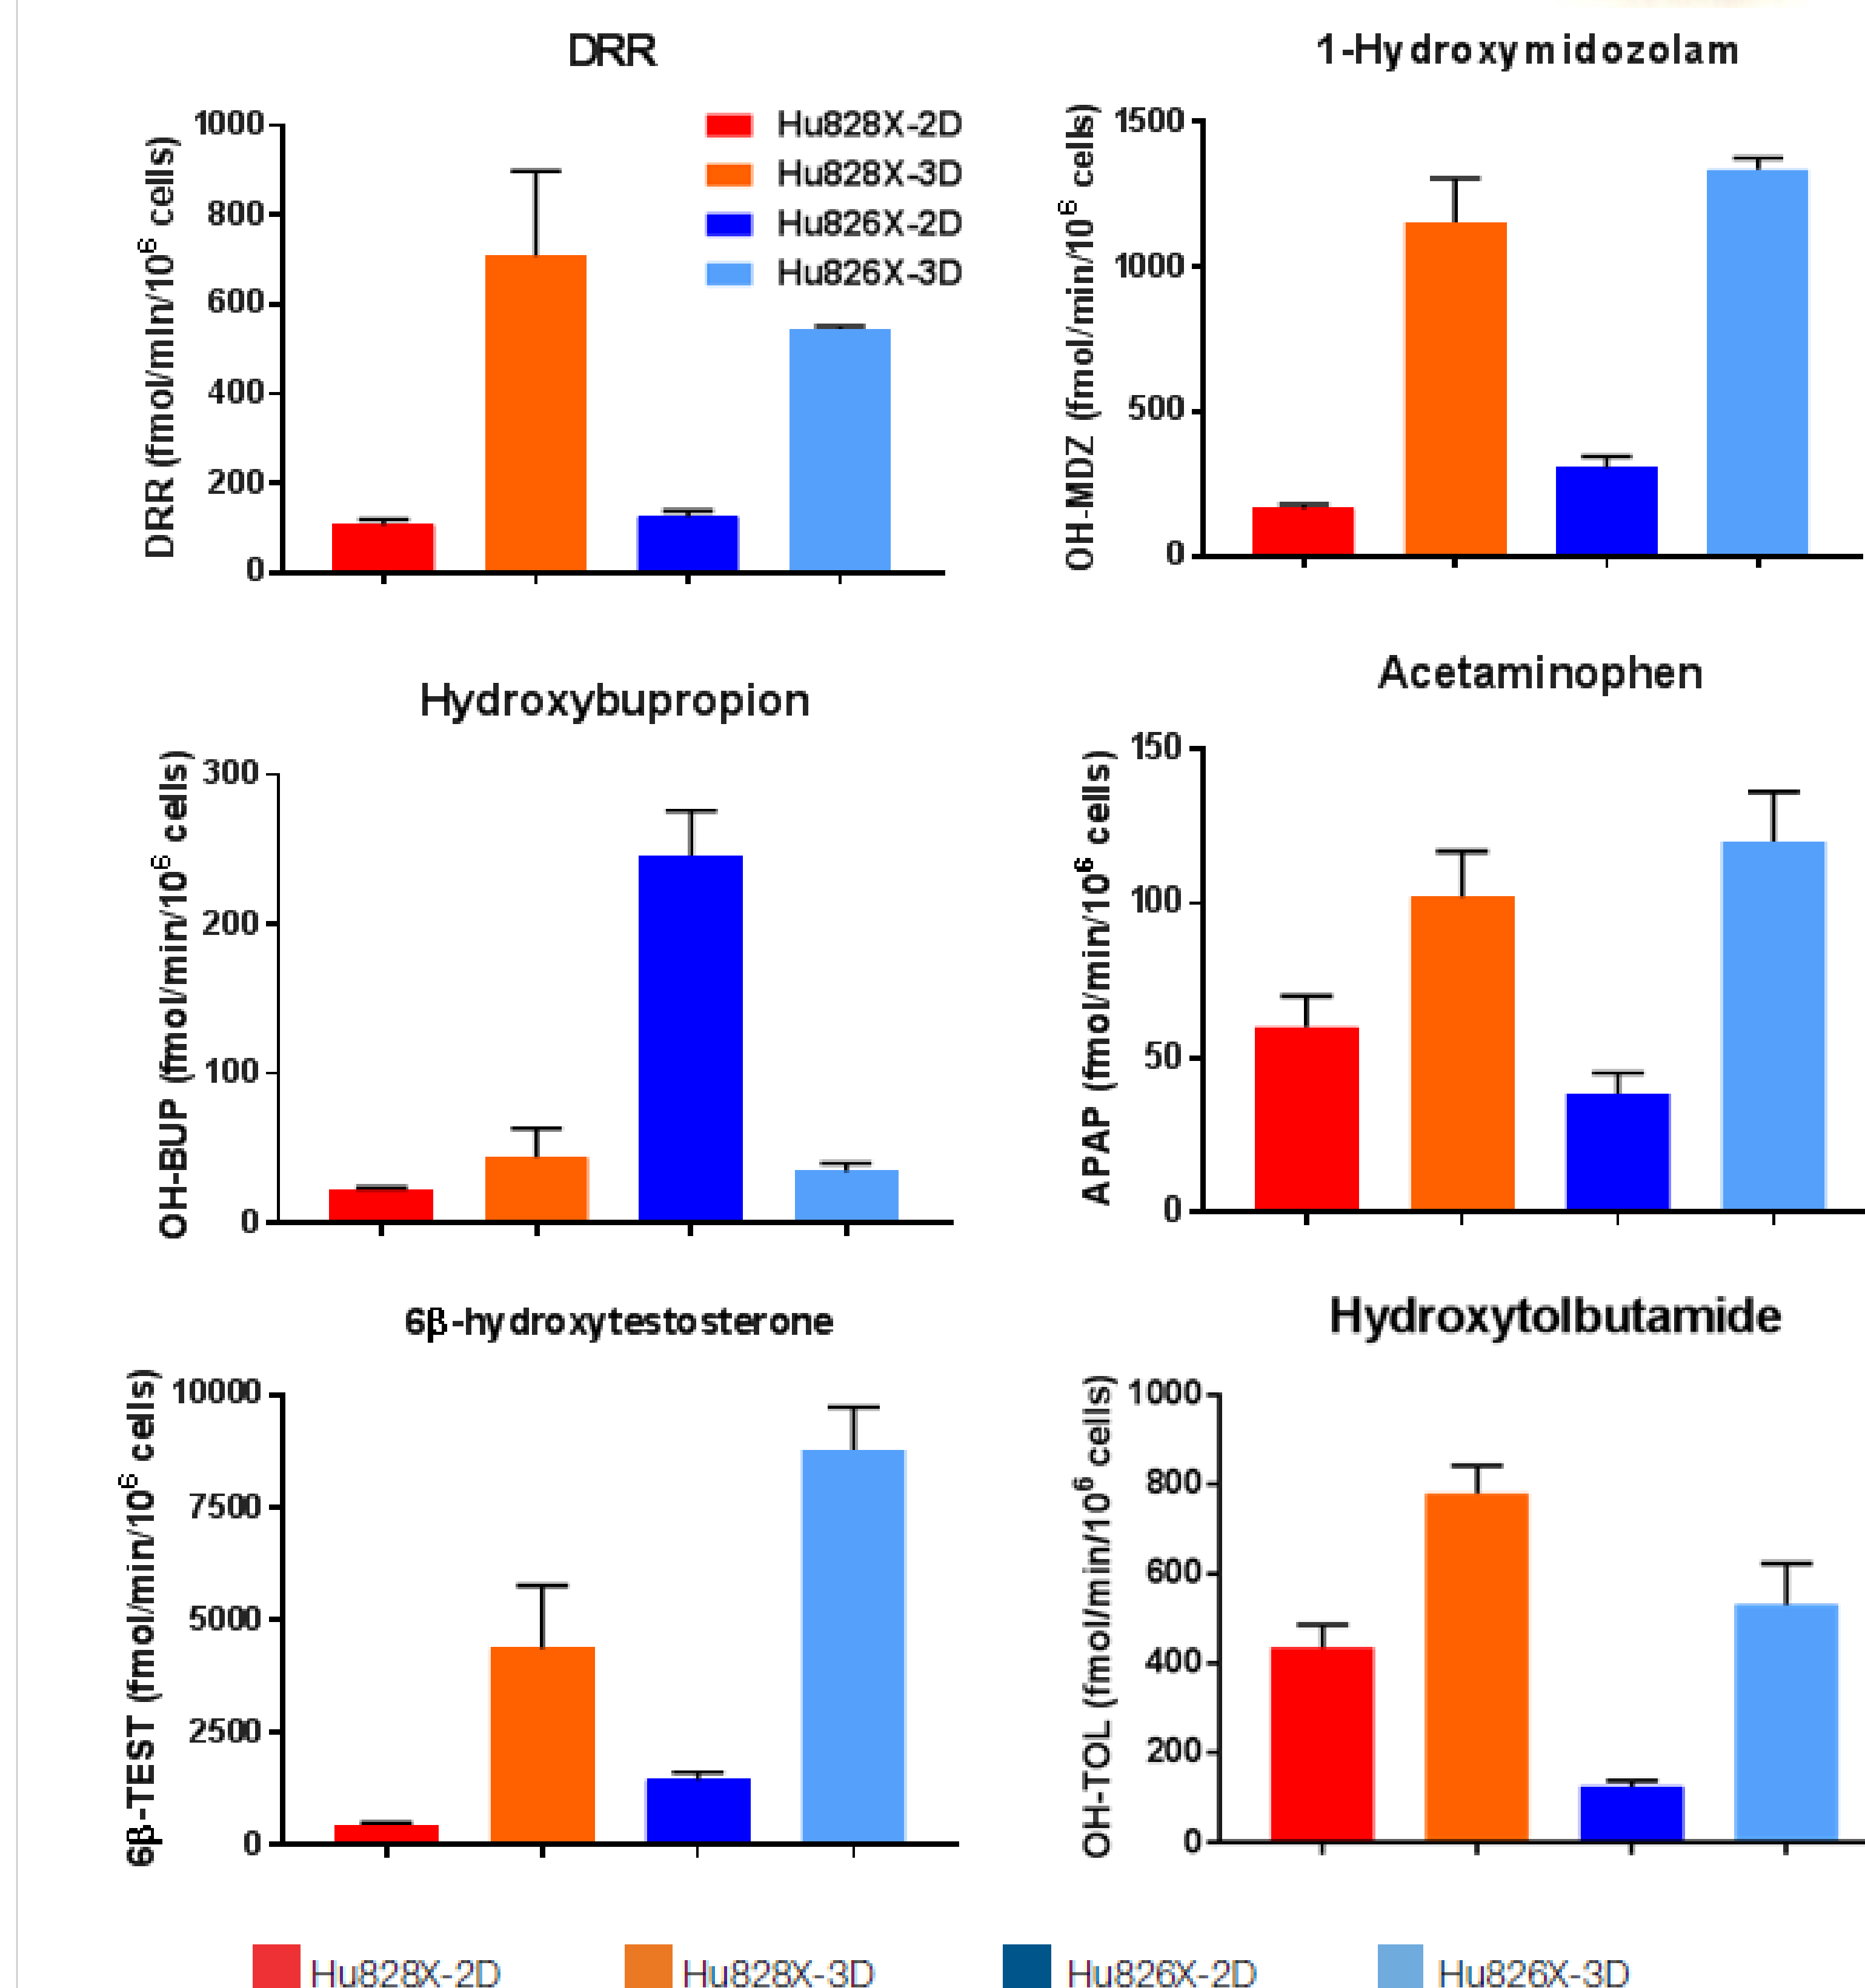 DRR
DRR (fmol/mIn/10⁶ cells)
1000
800
600
400
200
0
Hu828X-2D
Hu828X-3D
Hu826X-2D
Hu826X-3D
1-Hydroxymidozolam
OH-MDZ (fmol/min/10⁶ cells)
1500
1000
500
0
Hydroxybupropion
OH-BUP (fmol/min/10⁶ cells)
300
200
100
0
Acetaminophen
APAP (fmol/min/10⁶ cells)
150
100
50
0
6β-hydroxytestosterone
6β-TEST (fmol/min/10⁶ cells)
10000
7500
5000
2500
0
Hydroxytolbutamide
OH-TOL (fmol/min/10⁶ cells)
1000
800
600
400
200
0
Hu828X-2D Hu828X-3D Hu826X-2D Hu826X-3D